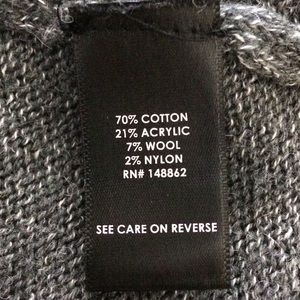 70% COTTON
21% ACRYLIC
7% WOOL
2% NYLON
RN# 148862
SEE CARE ON REVERSE